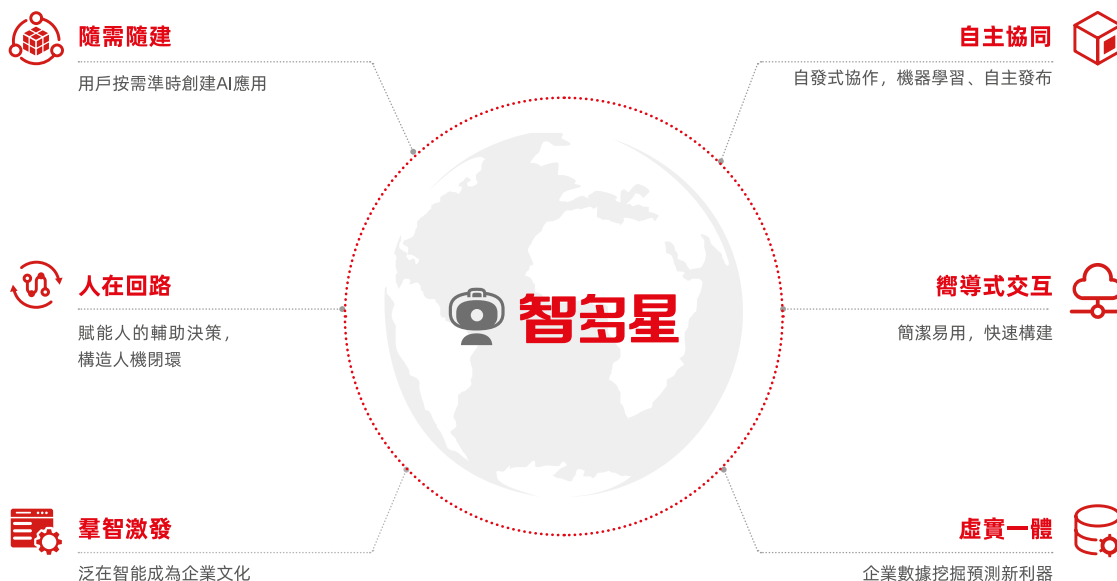 隨需隨建
用戶按需準時創建AI應用
自主協同
自發式協作，機器學習、自主發布
人在回路
賦能人的輔助決策，
構造人機閉環
智多星
嚮導式交互
簡潔易用，快速構建
羣智激發
泛在智能成為企業文化
虛實一體
企業數據挖掘預測新利器